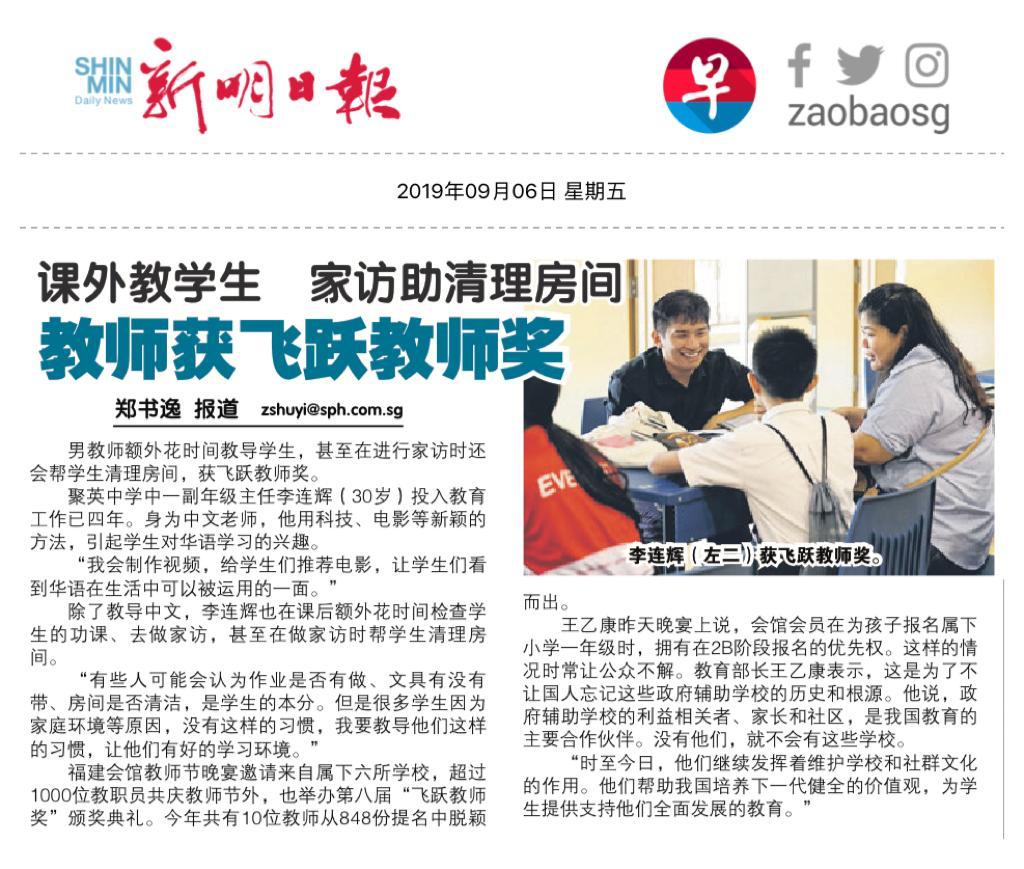 SHIN
MIN
Daily News
新明日報
早
zaobaosg
2019年09月06日 星期五
课外教学生 家访助清理房间
教师获飞跃教师奖
郑书逸 报道 zshuyi@sph.com.sg
男教师额外花时间教导学生，甚至在进行家访时还
会帮学生清理房间，获飞跃教师奖。
聚英中学中一副年级主任李连辉（30岁）投入教育
工作已四年。身为中文老师，他用科技、电影等新颖的
方法，引起学生对华语学习的兴趣。
“我会制作视频，给学生们推荐电影，让学生们看
到华语在生活中可以被运用的一面。”
除了教导中文，李连辉也在课后额外花时间检查学
生的功课、去做家访，甚至在做家访时帮学生清理房
间。
“有些人可能会认为作业是否有做、文具有没有
带、房间是否清洁，是学生的本分。但是很多学生因为
家庭环境等原因，没有这样的习惯，我要教导他们这样
的习惯，让他们有好的学习环境。”
福建会馆教师节晚宴邀请来自属下六所学校，超过
1000位教职员共庆教师节外，也举办第八届“飞跃教师
奖”颁奖典礼。今年共有10位教师从848份提名中脱颖
EVE
李连辉（左二）获飞跃教师奖。
而出。
王乙康昨天晚宴上说，会馆会员在为孩子报名属下
小学一年级时，拥有在2B阶段报名的优先权。这样的情
况时常让公众不解。教育部长王乙康表示，这是为了不
让国人忘记这些政府辅助学校的历史和根源。他说，政
府辅助学校的利益相关者、家长和社区，是我国教育的
主要合作伙伴。没有他们，就不会有这些学校。
“时至今日，他们继续发挥着维护学校和社群文化
的作用。他们帮助我国培养下一代健全的价值观，为学
生提供支持他们全面发展的教育。”